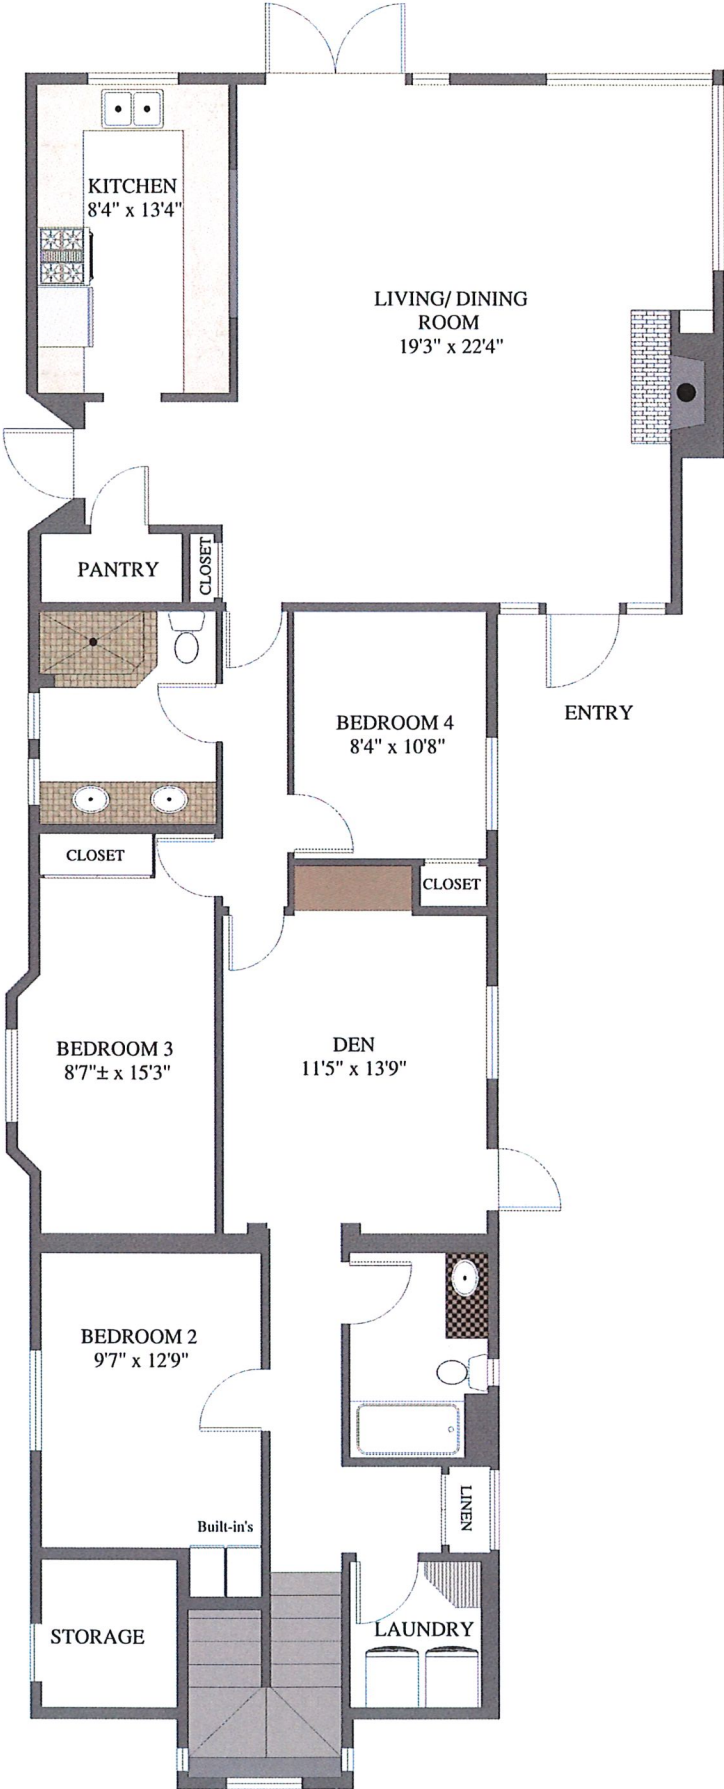 KITCHEN
8'4" x 13'4"
LIVING/ DINING
ROOM
19'3" x 22'4"
PANTRY
CLOSET
ENTRY
BEDROOM 4
8'4" x 10'8"
CLOSET
CLOSET
BEDROOM 3
8'7"± x 15'3"
DEN
11'5" x 13'9"
BEDROOM 2
9'7" x 12'9"
LINEN
Built-in's
STORAGE
LAUNDRY